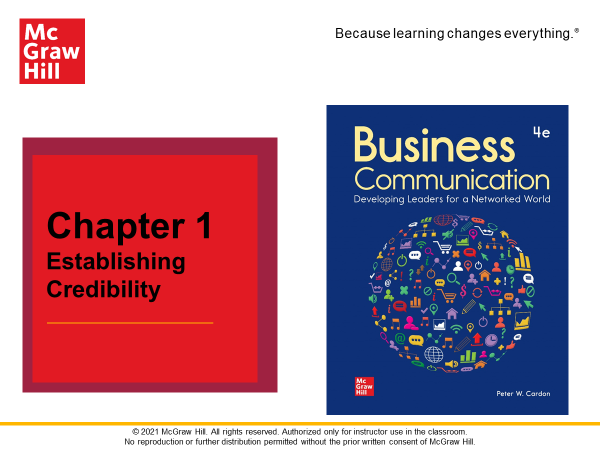 Mc
Graw
Hill
Because learning changes everything.®
Chapter 1
Establishing
Credibility
Business 4e
Communication
Developing Leaders for a Networked World
Mc
Graw
Hill
Peter W. Cardon
© 2021 McGraw Hill. All rights reserved. Authorized only for instructor use in the classroom.
No reproduction or further distribution permitted without the prior written consent of McGraw Hill.